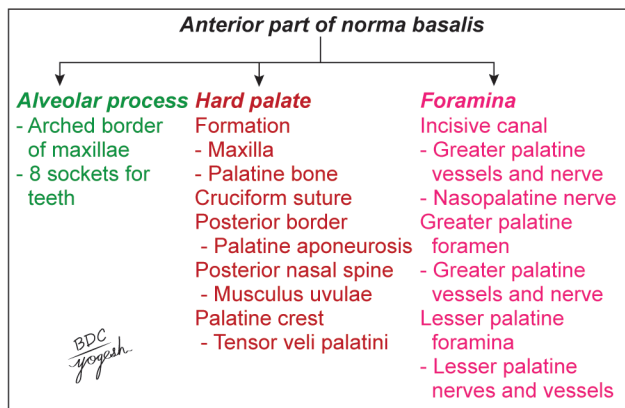 Anterior part of norma basalis
Alveolar process
- Arched border
of maxillae
- 8 sockets for
teeth
Hard palate
Formation
- Maxilla
- Palatine bone
Cruciform suture
Posterior border
- Palatine aponeurosis
Posterior nasal spine
- Musculus uvulae
Palatine crest
- Tensor veli palatini
Foramina
Incisive canal
- Greater palatine
vessels and nerve
- Nasopalatine nerve
Greater palatine
foramen
- Greater palatine
vessels and nerve
Lesser palatine
foramina
- Lesser palatine
nerves and vessels
BDC
yogesh